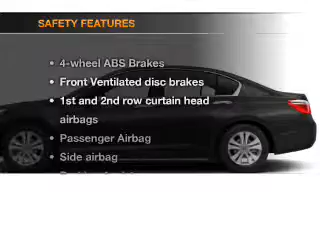 SAFETY FEATURES
• 4-wheel ABS Brakes
• Front Ventilated disc brakes
• 1st and 2nd row curtain head
airbags
• Passenger Airbag
• Side airbag